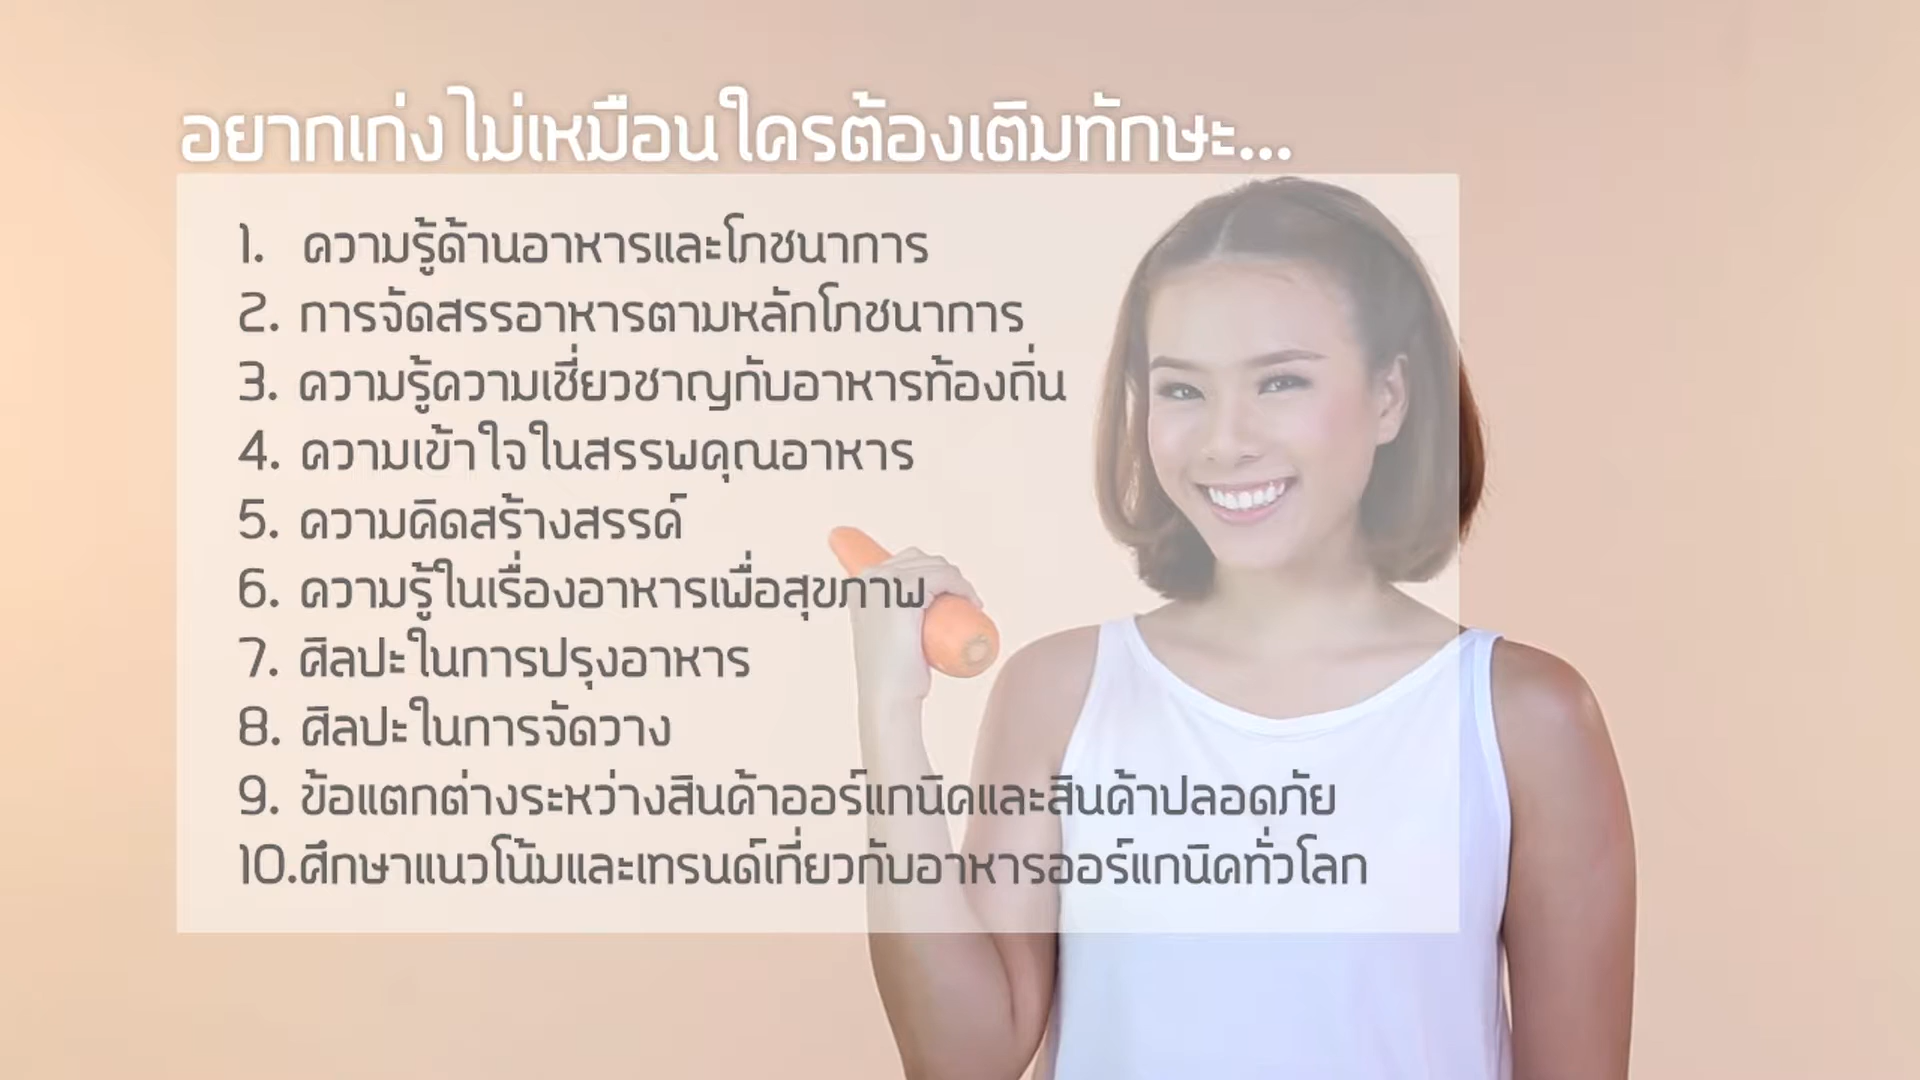 อยากเก่งไม่เหมือนใครต้องเติมทักษะ...
1. ความรู้ด้านอาหารและโภชนาการ
2. การจัดสรรอาหารตามหลักโภชนาการ
3. ความรู้ความเชี่ยวชาญกับอาหารท้องถิ่น
4. ความเข้าใจในสรรพคุณอาหาร
5. ความคิดสร้างสรรค์
6. ความรู้ในเรื่องอาหารเพื่อสุขภาพ
7. ศิลปะในการปรุงอาหาร
8. ศิลปะในการจัดวาง
9. ข้อแตกต่างระหว่างสินค้าออร์แกนิคและสินค้าปลอดภัย
10.ศึกษาแนวโน้มและเทรนด์เกี่ยวกับอาหารออร์แกนิคทั่วโลก